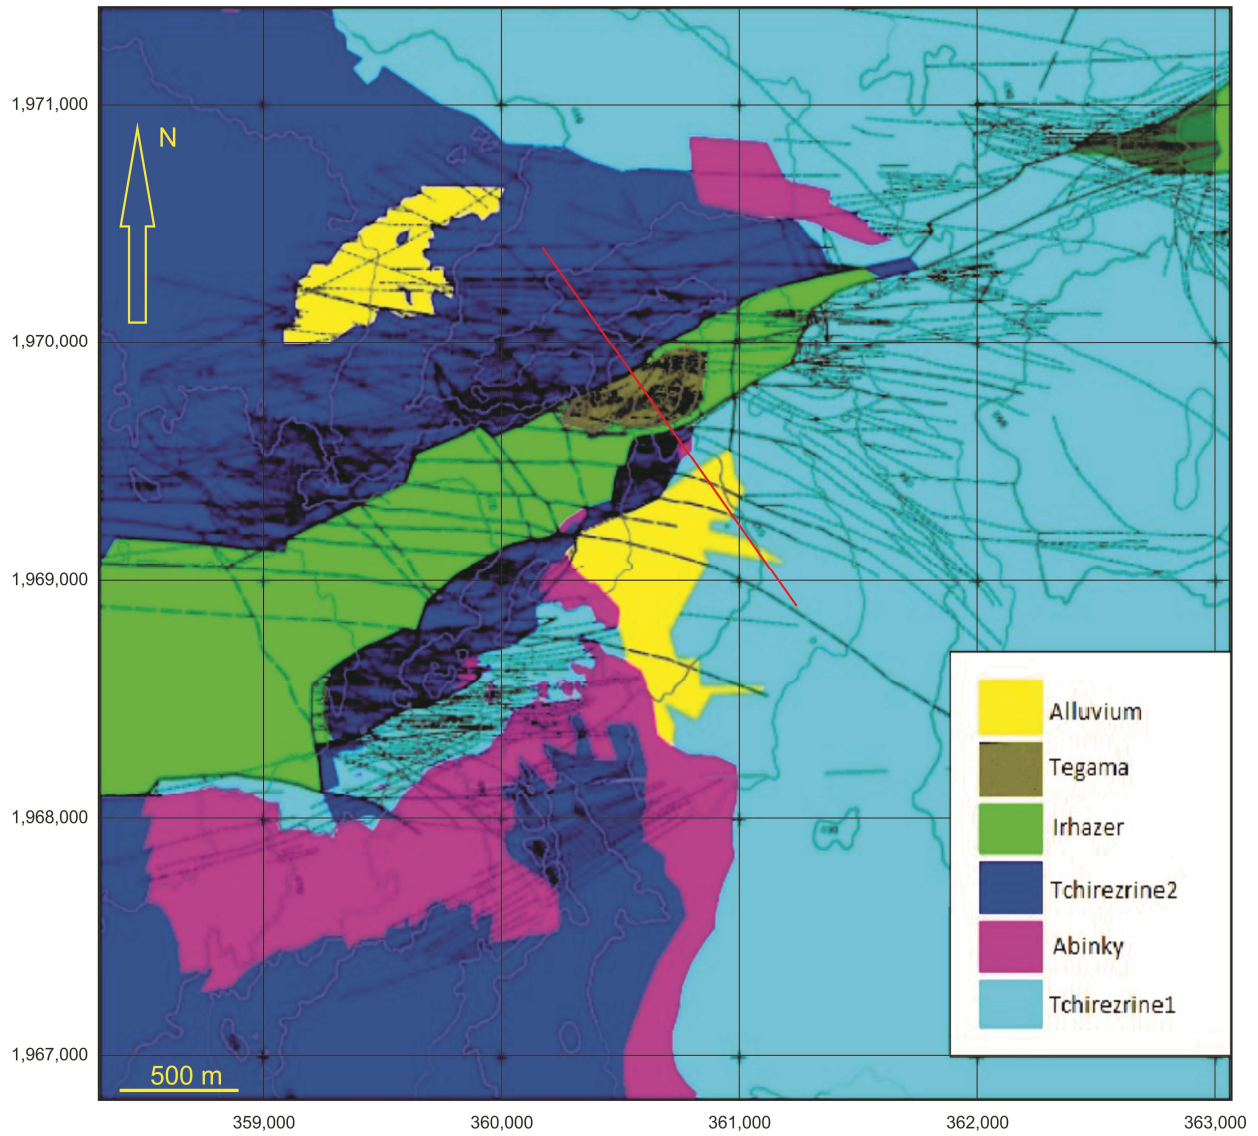 1,971,000
N
1,970,000
1,969,000
Alluvium
Tegama
Irhazer
1,968,000
Tchirezrine2
Abinky
Tchirezrine1
1,967,000
500 m
359,000
360,000
361,000
362,000
363,000